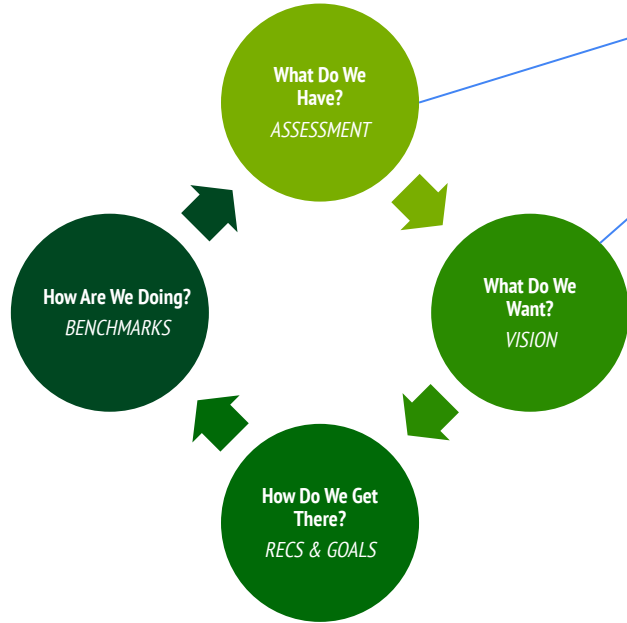 What Do We
Have?
ASSESSMENT
What Do We
Want?
VISION
How Do We Get
There?
RECS & GOALS
How Are We Doing?
BENCHMARKS